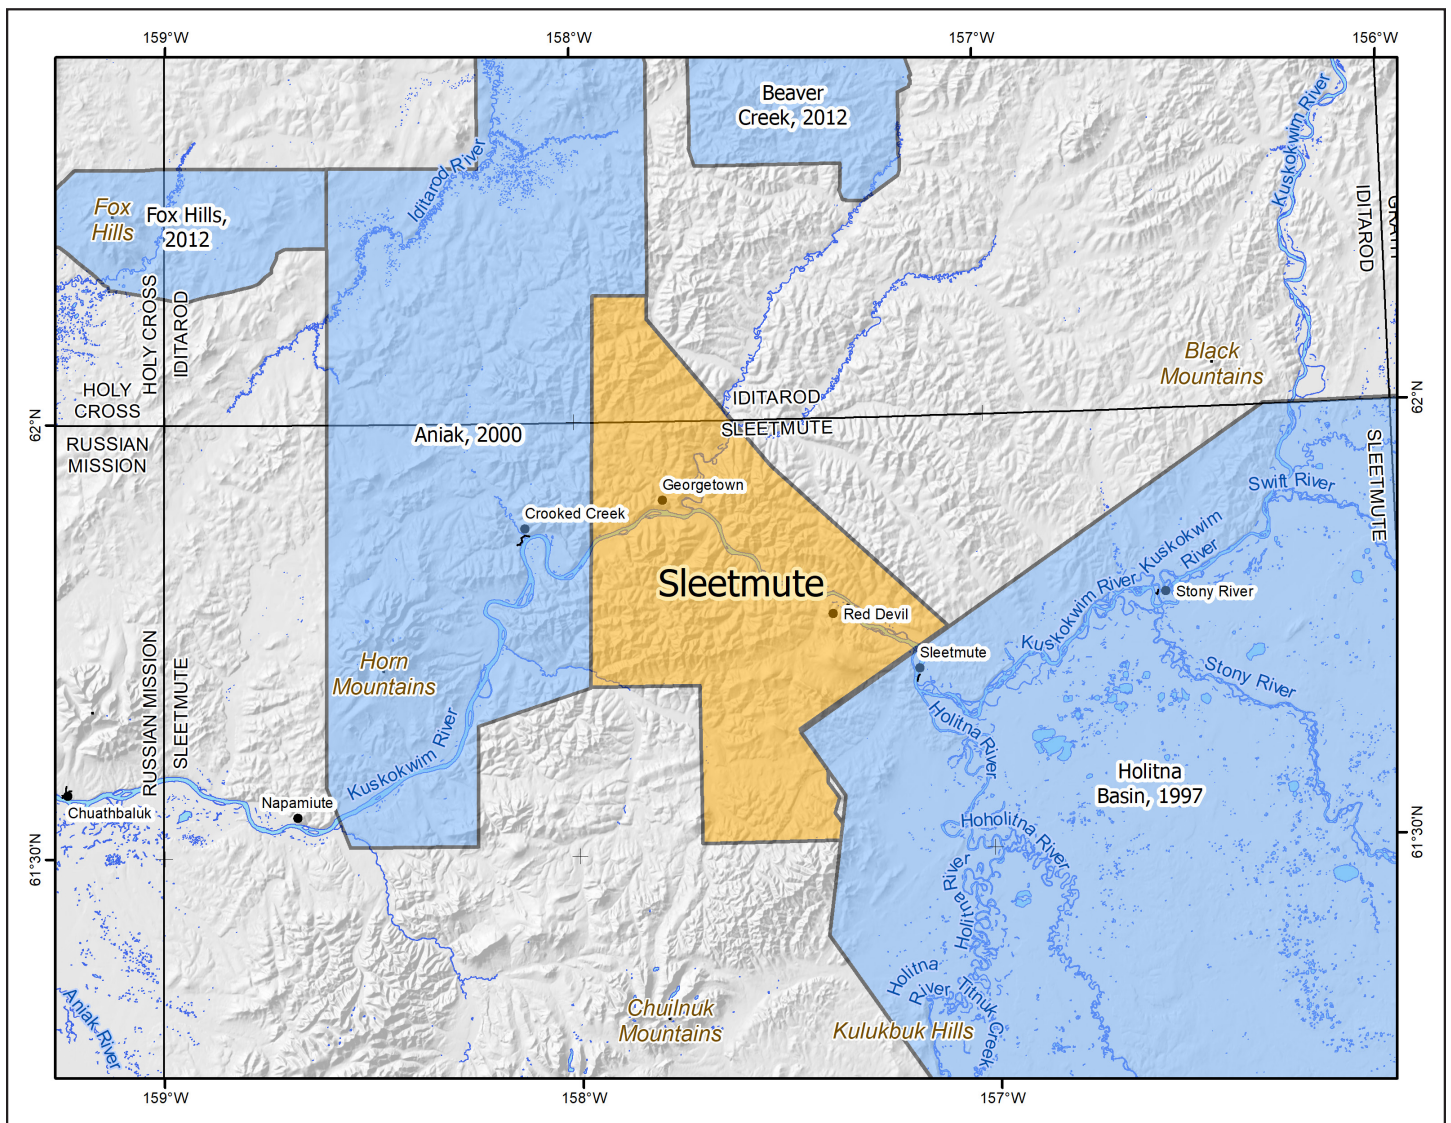 159°W
158°W
157°W
156°W
Beaver
Creek, 2012
Kuskokwim River
Iditarod River
Fox
Hills
Fox Hills,
2012
IDITAROD
HOLY CROSS
IDITAROD
Black
Mountains
HOLY
CROSS
IDITAROD
62°N
62°N
RUSSIAN
MISSION
Aniak, 2000
SLEETMUTE
SLEETMUTE
Georgetown
Swift River
Crooked Creek
Kuskokwim
River
Sleetmute
Kuskokwim River
Stony River
Red Devil
Sleetmute
Horn
Mountains
Stony River
RUSSIAN MISSION
SLEETMUTE
Holitna River
Kuskokwim River
Holitna
Basin, 1997
Chuathbaluk
Napamiute
Hoholitna River
61°30'N
61°30'N
Holitna River
Holitna
River
Titnuk Creek
Aniak River
Chuilnuk
Mountains
Kulukbuk Hills
159°W
158°W
157°W